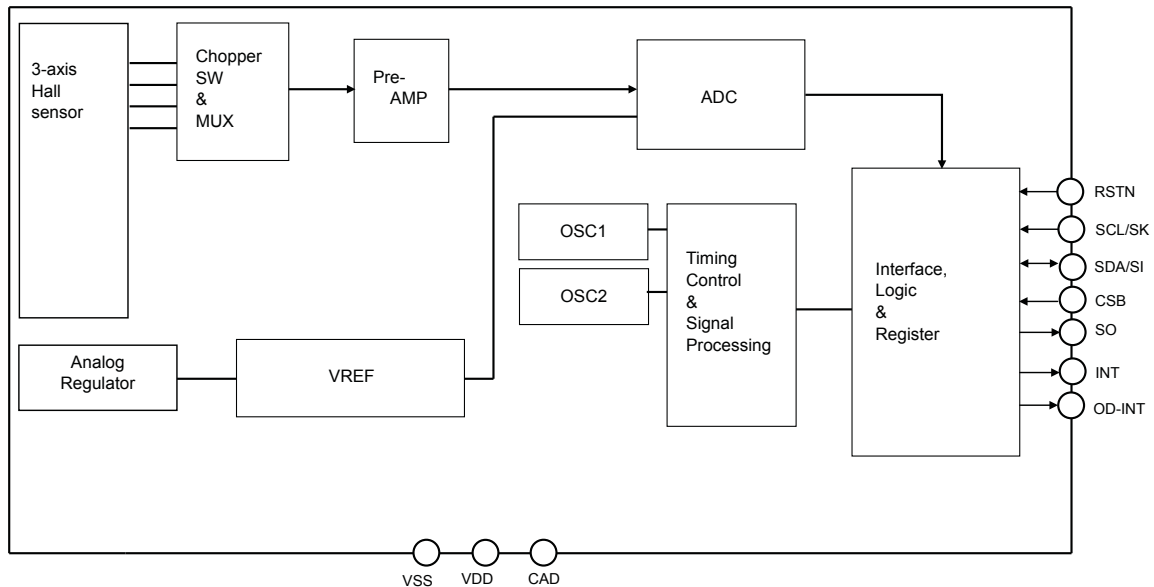 3-axis
Hall
sensor
Chopper
SW
&
MUX
Pre-
AMP
ADC
OSC1
OSC2
Timing
Control
&
Signal
Processing
Interface,
Logic
&
Register
Analog
Regulator
VREF
RSTN
SCL/SK
SDA/SI
CSB
SO
INT
OD-INT
VSS
VDD
CAD